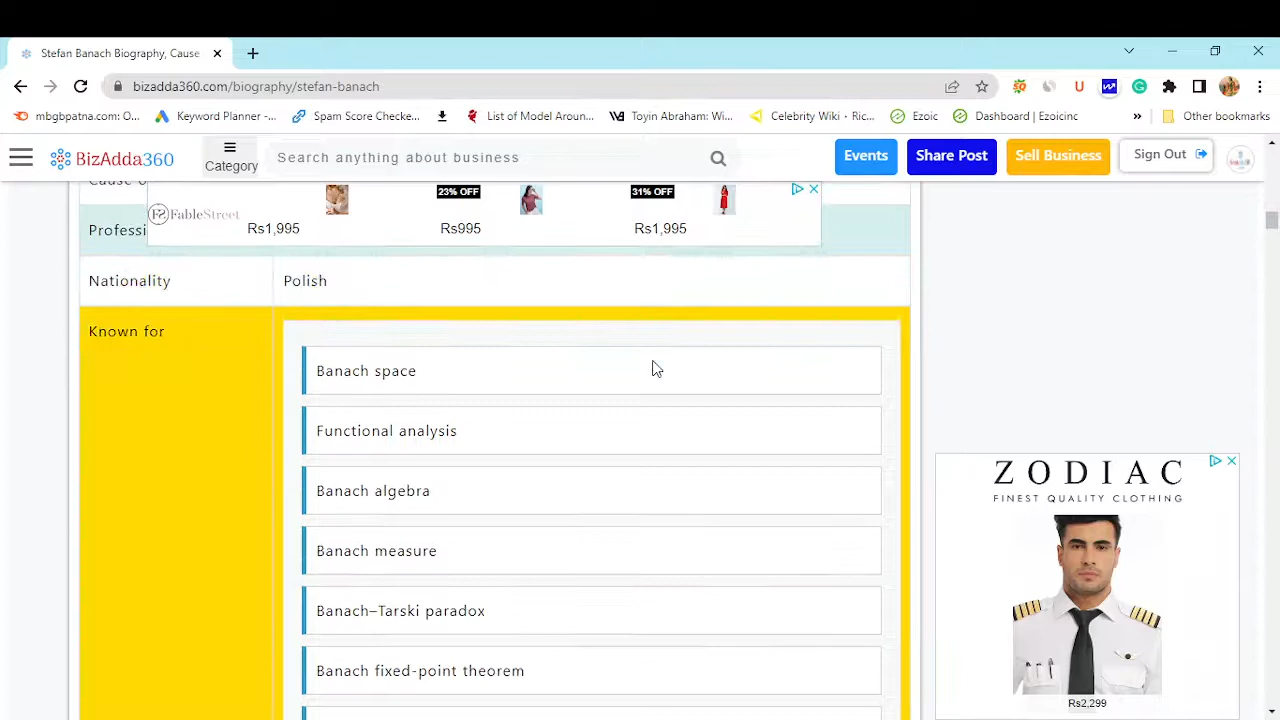 Stefan Banach Biography, Cause
bizadda360.com/biography/stefan-banach
mbgbpatna.com: O...
Keyword Planner -...
Spam Score Checke...
List of Model Aroun...
Toyin Abraham: Wi...
Celebrity Wiki • Ric...
Ezoic
Dashboard | Ezoicinc
»
Other bookmarks
BizAdda360
Category
Search anything about business
Events
Share Post
Sell Business
Sign Out
Cause o
23% OFF
31% OFF
FableStreet
Rs1,995
Rs995
Rs1,995
Professi
Nationality
Polish
Known for
Banach space
Functional analysis
Banach algebra
Banach measure
Banach–Tarski paradox
Banach fixed-point theorem
ZODIAC
FINEST QUALITY CLOTHING
Rs2,299